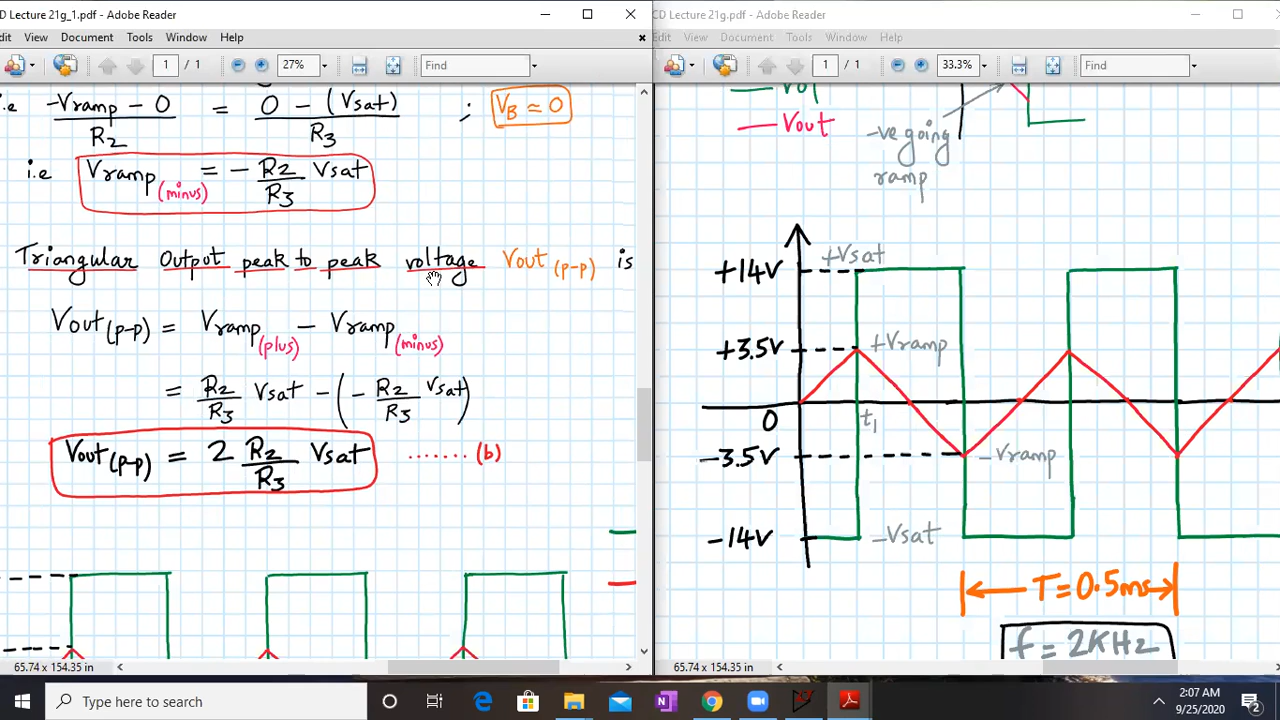 CD Lecture 21g_1.pdf - Adobe Reader
View Document Tools Window Help
1 / 1 27% Find
i.e -Vramp - 0 / R2 = 0 - (Vsat) / R3 ; VB ≃ 0
i.e Vramp(minus) = - R2/R3 Vsat
Triangular Output peak to peak voltage Vout(p-p) is
Vout(p-p) = Vramp(plus) - Vramp(minus)
= R2/R3 Vsat - (- R2/R3 Vsat)
Vout(p-p) = 2 R2/R3 Vsat ....... (b)
65.74 x 154.35 in
CD Lecture 21g.pdf - Adobe Reader
View Document Tools Window Help
1 / 1 33.3% Find
Vo1
Vout
-ve going
ramp
+Vsat
+14V
+3.5V +Vramp
0 t1
-3.5V -Vramp
-14V -Vsat
T=0.5ms
f = 2KHz
65.74 x 154.35 in
Type here to search
2:07 AM
9/25/2020
2